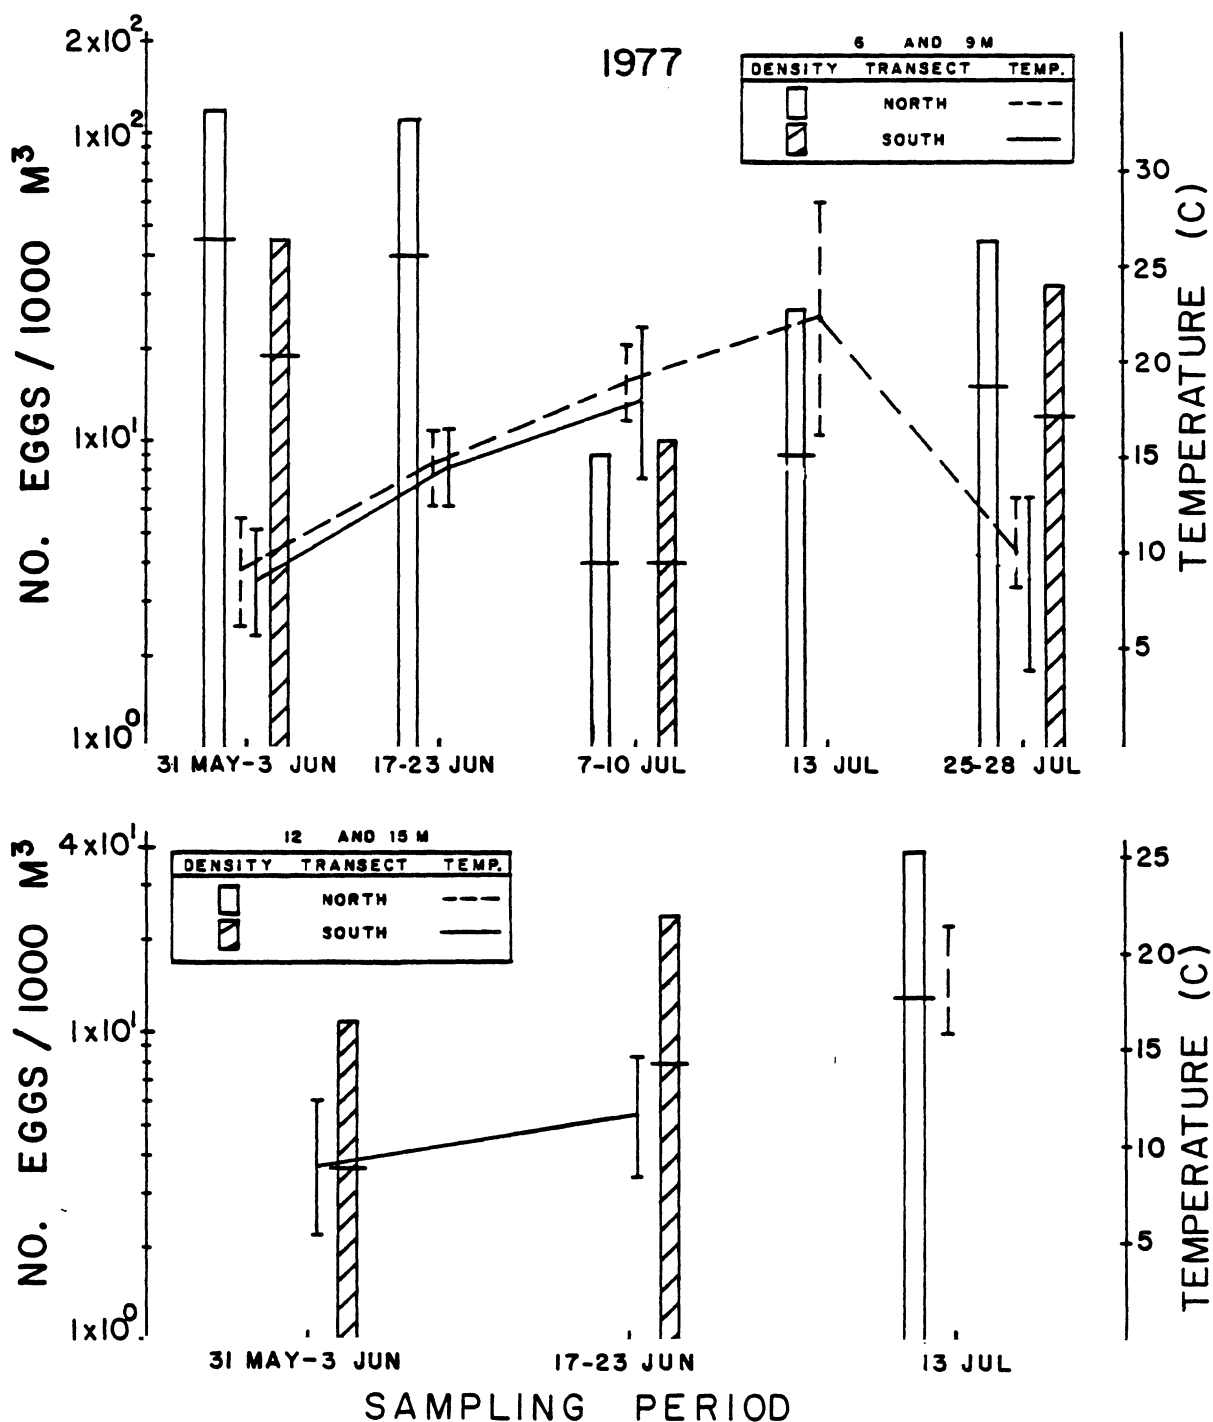 1977
6 AND 9 M
DENSITY TRANSECT TEMP.
NORTH
SOUTH
NO. EGGS / 1000 M³
2x10²
1x10²
1x10¹
1x10⁰
TEMPERATURE (C)
30
25
20
15
10
5
31 MAY-3 JUN 17-23 JUN 7-10 JUL 13 JUL 25-28 JUL
12 AND 15 M
DENSITY TRANSECT TEMP.
NORTH
SOUTH
NO. EGGS / 1000 M³
4x10¹
1x10¹
1x10⁰
TEMPERATURE (C)
25
20
15
10
5
31 MAY-3 JUN 17-23 JUN 13 JUL
SAMPLING PERIOD